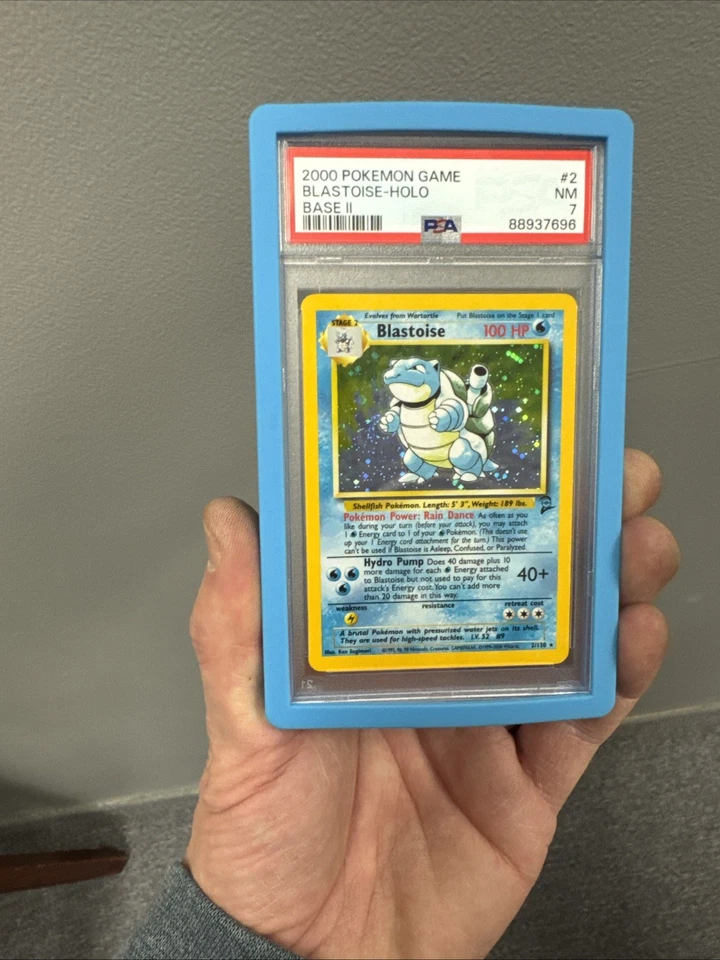 2000 POKEMON GAME #2
BLASTOISE-HOLO NM
BASE II 7
PSA 88937696
Evolves from Wartortle Put Blastoise on the Stage 1 card
STAGE 2 Blastoise 100 HP
Shellfish Pokémon. Length: 5' 3", Weight: 189 lbs.
Pokémon Power: Rain Dance As often as you
like during your turn (before your attack), you may attach
1 Energy card to 1 of your Pokémon. (This doesn't use
up your 1 Energy card attachment for the turn.) This power
can't be used if Blastoise is Asleep, Confused, or Paralyzed.
Hydro Pump Does 40 damage plus 10
more damage for each Energy attached
to Blastoise but not used to pay for this
attack's Energy cost. You can't add more
than 20 damage in this way.
40+
weakness resistance retreat cost
A brutal Pokémon with pressurized water jets on its shell.
They are used for high-speed tackles. LV. 52 #9
Illus. Ken Sugimori 2/130